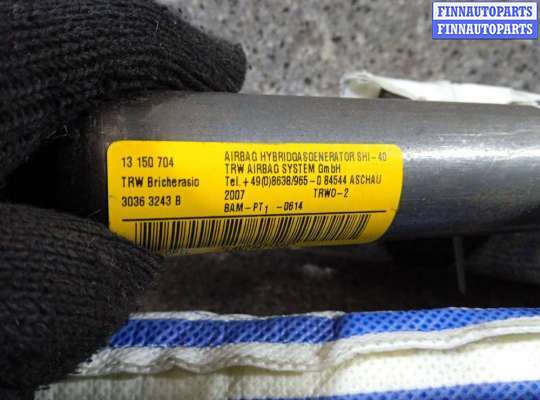 FINNAUTOPARTS
FINNAUTOPARTS
13 150 704
TRW Bricherasio
3036 3243 B
AIRBAG HYBRIDGASGENERATOR SHI-40
TRW AIRBAG SYSTEM GmbH
Tel. +49(0)8638/965-0 84544 ASCHAU
2007 TRWO-2
BAM-PT1 -0614